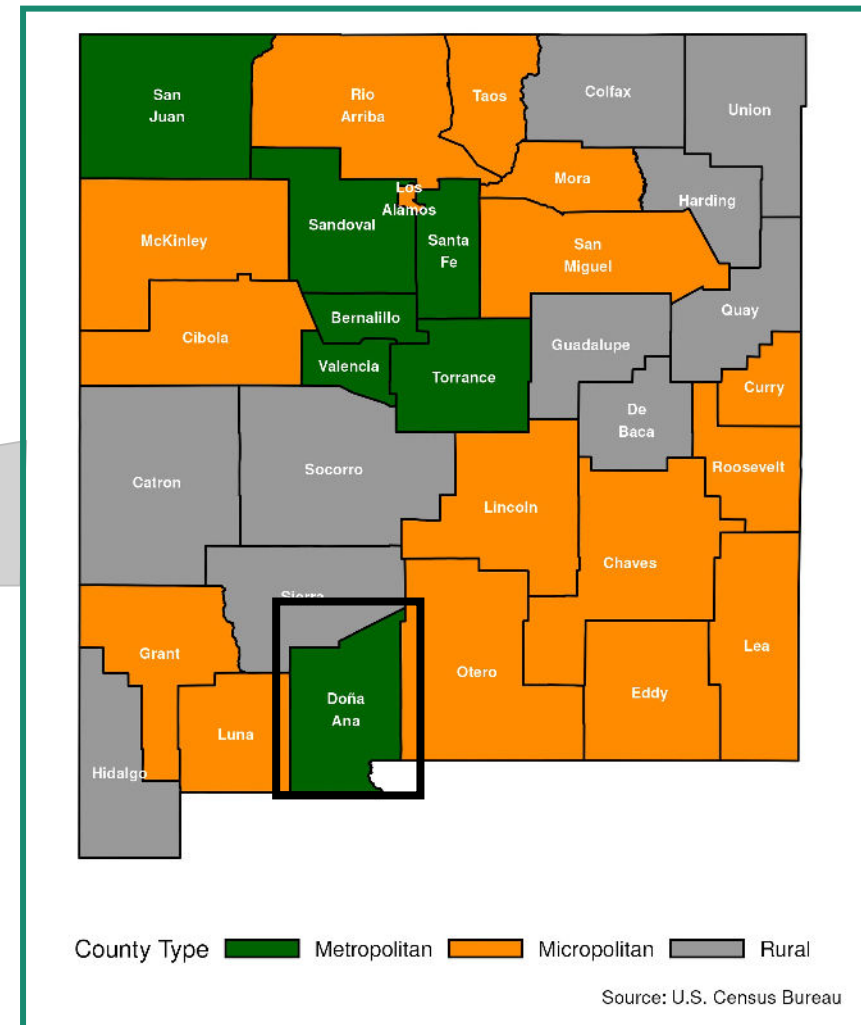 San
Juan
Rio
Arriba
Taos
Colfax
Union
Los
Alamos
Mora
Harding
McKinley
Sandoval
Santa
Fe
San
Miguel
Cibola
Bernalillo
Valencia
Torrance
Guadalupe
Quay
Curry
De
Baca
Roosevelt
Catron
Socorro
Lincoln
Chaves
Sierra
Grant
Doña
Ana
Otero
Lea
Eddy
Luna
Hidalgo
County Type Metropolitan Micropolitan Rural
Source: U.S. Census Bureau